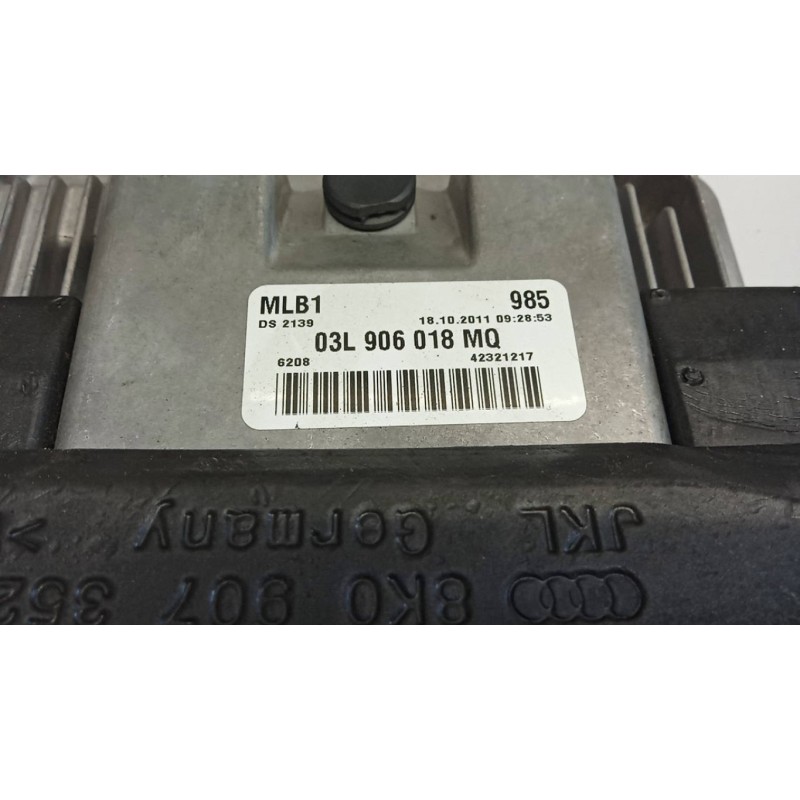 MLB1 985
DS 2139 18.10.2011 09:28:53
03L 906 018 MQ
6208 42321217
JKL Germany >
8K0 907 352